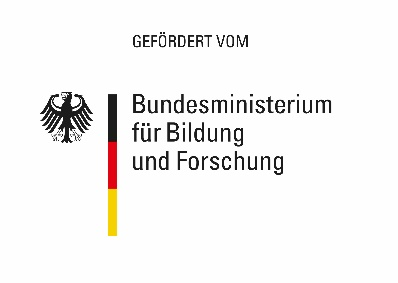 GEFÖRDERT VOM
Bundesministerium
für Bildung
und Forschung